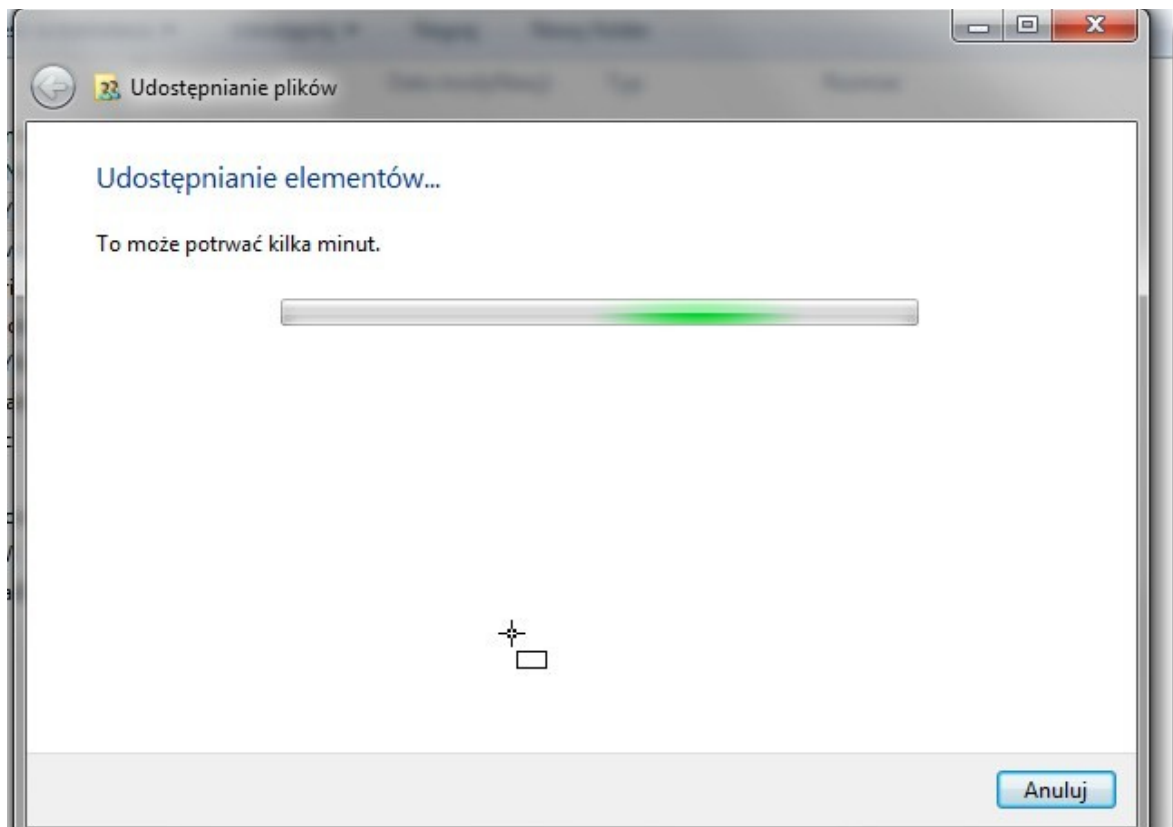 Udostępnianie plików
Udostępnianie elementów...
To może potrwać kilka minut.
Anuluj